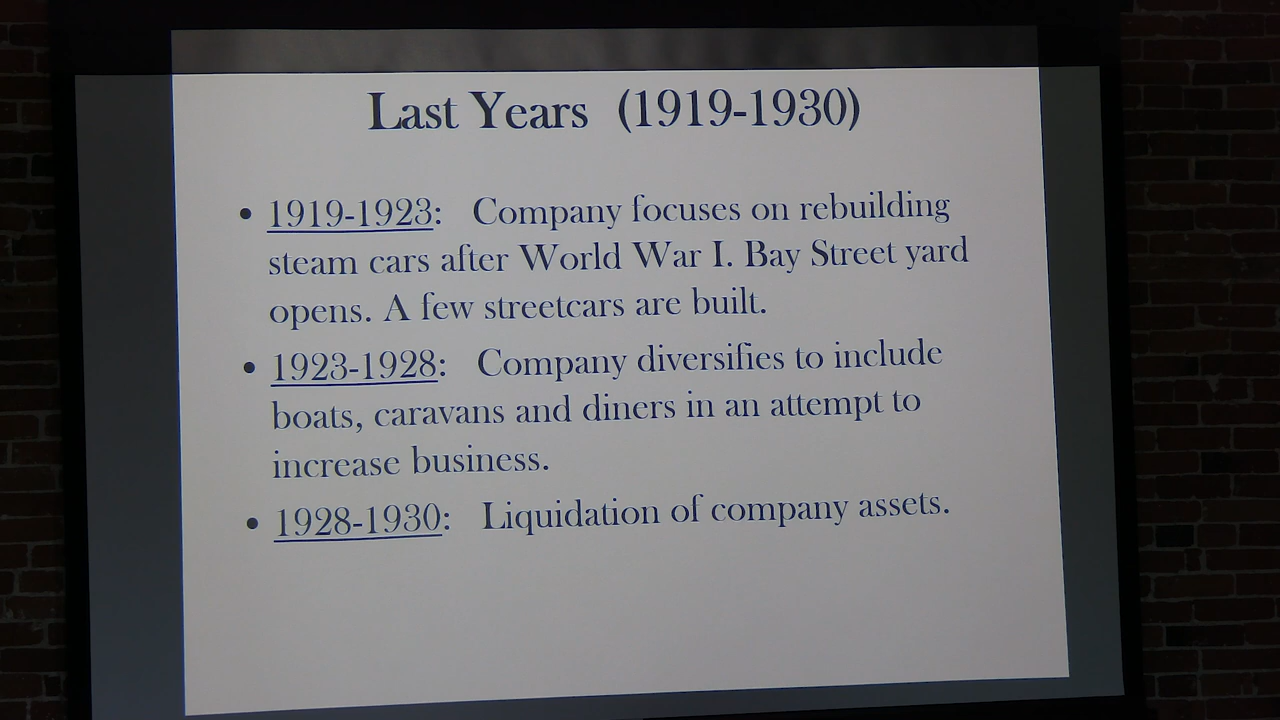 Last Years (1919-1930)
• 1919-1923: Company focuses on rebuilding
steam cars after World War I. Bay Street yard
opens. A few streetcars are built.
• 1923-1928: Company diversifies to include
boats, caravans and diners in an attempt to
increase business.
• 1928-1930: Liquidation of company assets.